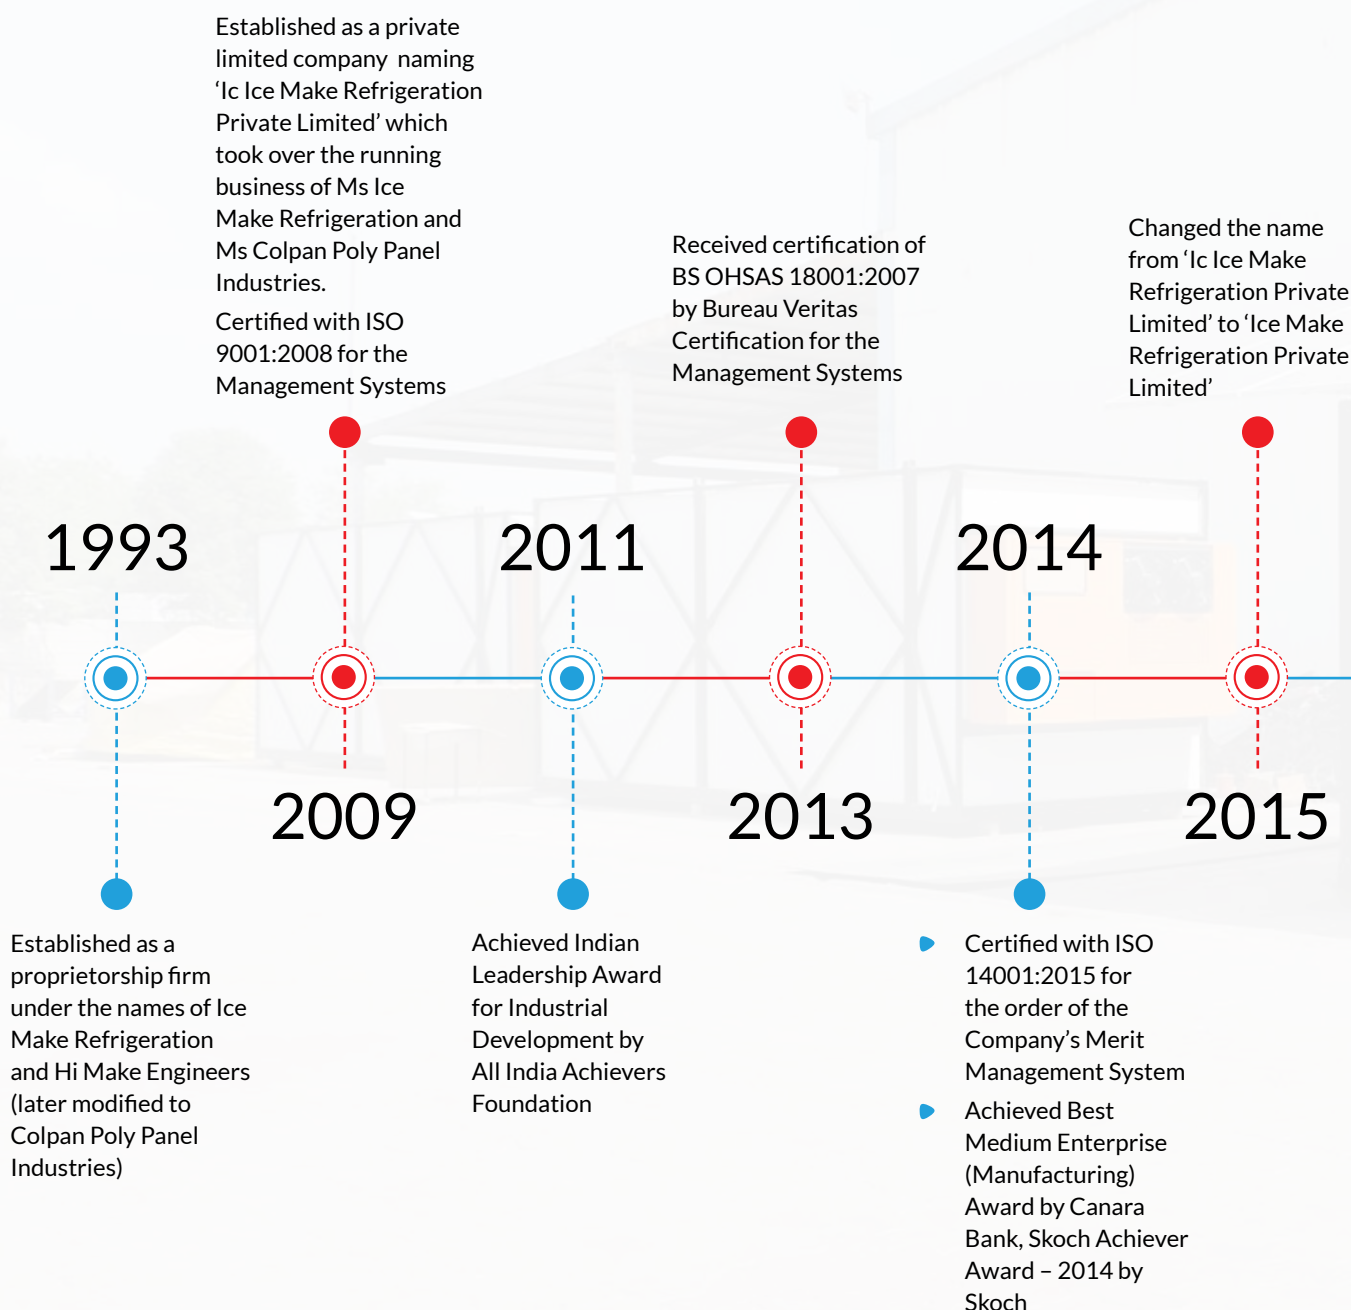 Established as a private
limited company naming
‘Ic Ice Make Refrigeration
Private Limited’ which
took over the running
business of Ms Ice
Make Refrigeration and
Ms Colpan Poly Panel
Industries.
Certified with ISO
9001:2008 for the
Management Systems
Received certification of
BS OHSAS 18001:2007
by Bureau Veritas
Certification for the
Management Systems
Changed the name
from ‘Ic Ice Make
Refrigeration Private
Limited’ to ‘Ice Make
Refrigeration Private
Limited’
1993
2011
2014
2009
2013
2015
Established as a
proprietorship firm
under the names of Ice
Make Refrigeration
and Hi Make Engineers
(later modified to
Colpan Poly Panel
Industries)
Achieved Indian
Leadership Award
for Industrial
Development by
All India Achievers
Foundation
Certified with ISO
14001:2015 for
the order of the
Company’s Merit
Management System
Achieved Best
Medium Enterprise
(Manufacturing)
Award by Canara
Bank, Skoch Achiever
Award – 2014 by
Skoch